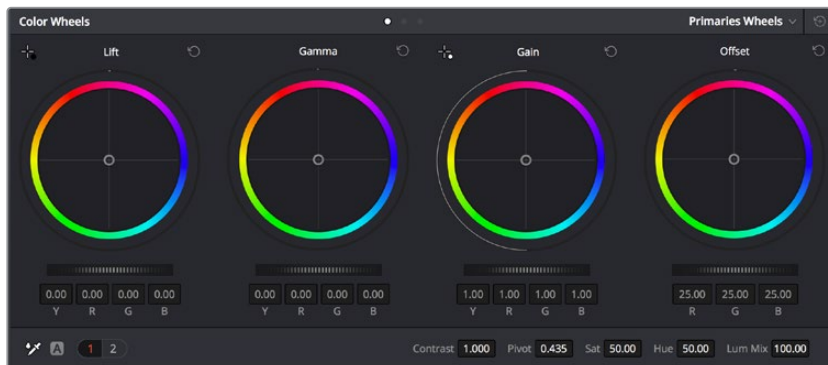 Color Wheels Primaries Wheels
Lift Gamma Gain Offset
0.00 0.00 0.00 0.00 0.00 0.00 0.00 0.00 1.00 1.00 1.00 1.00 25.00 25.00 25.00
Y R G B Y R G B Y R G B R G B
A 1 2 Contrast 1.000 Pivot 0.435 Sat 50.00 Hue 50.00 Lum Mix 100.00